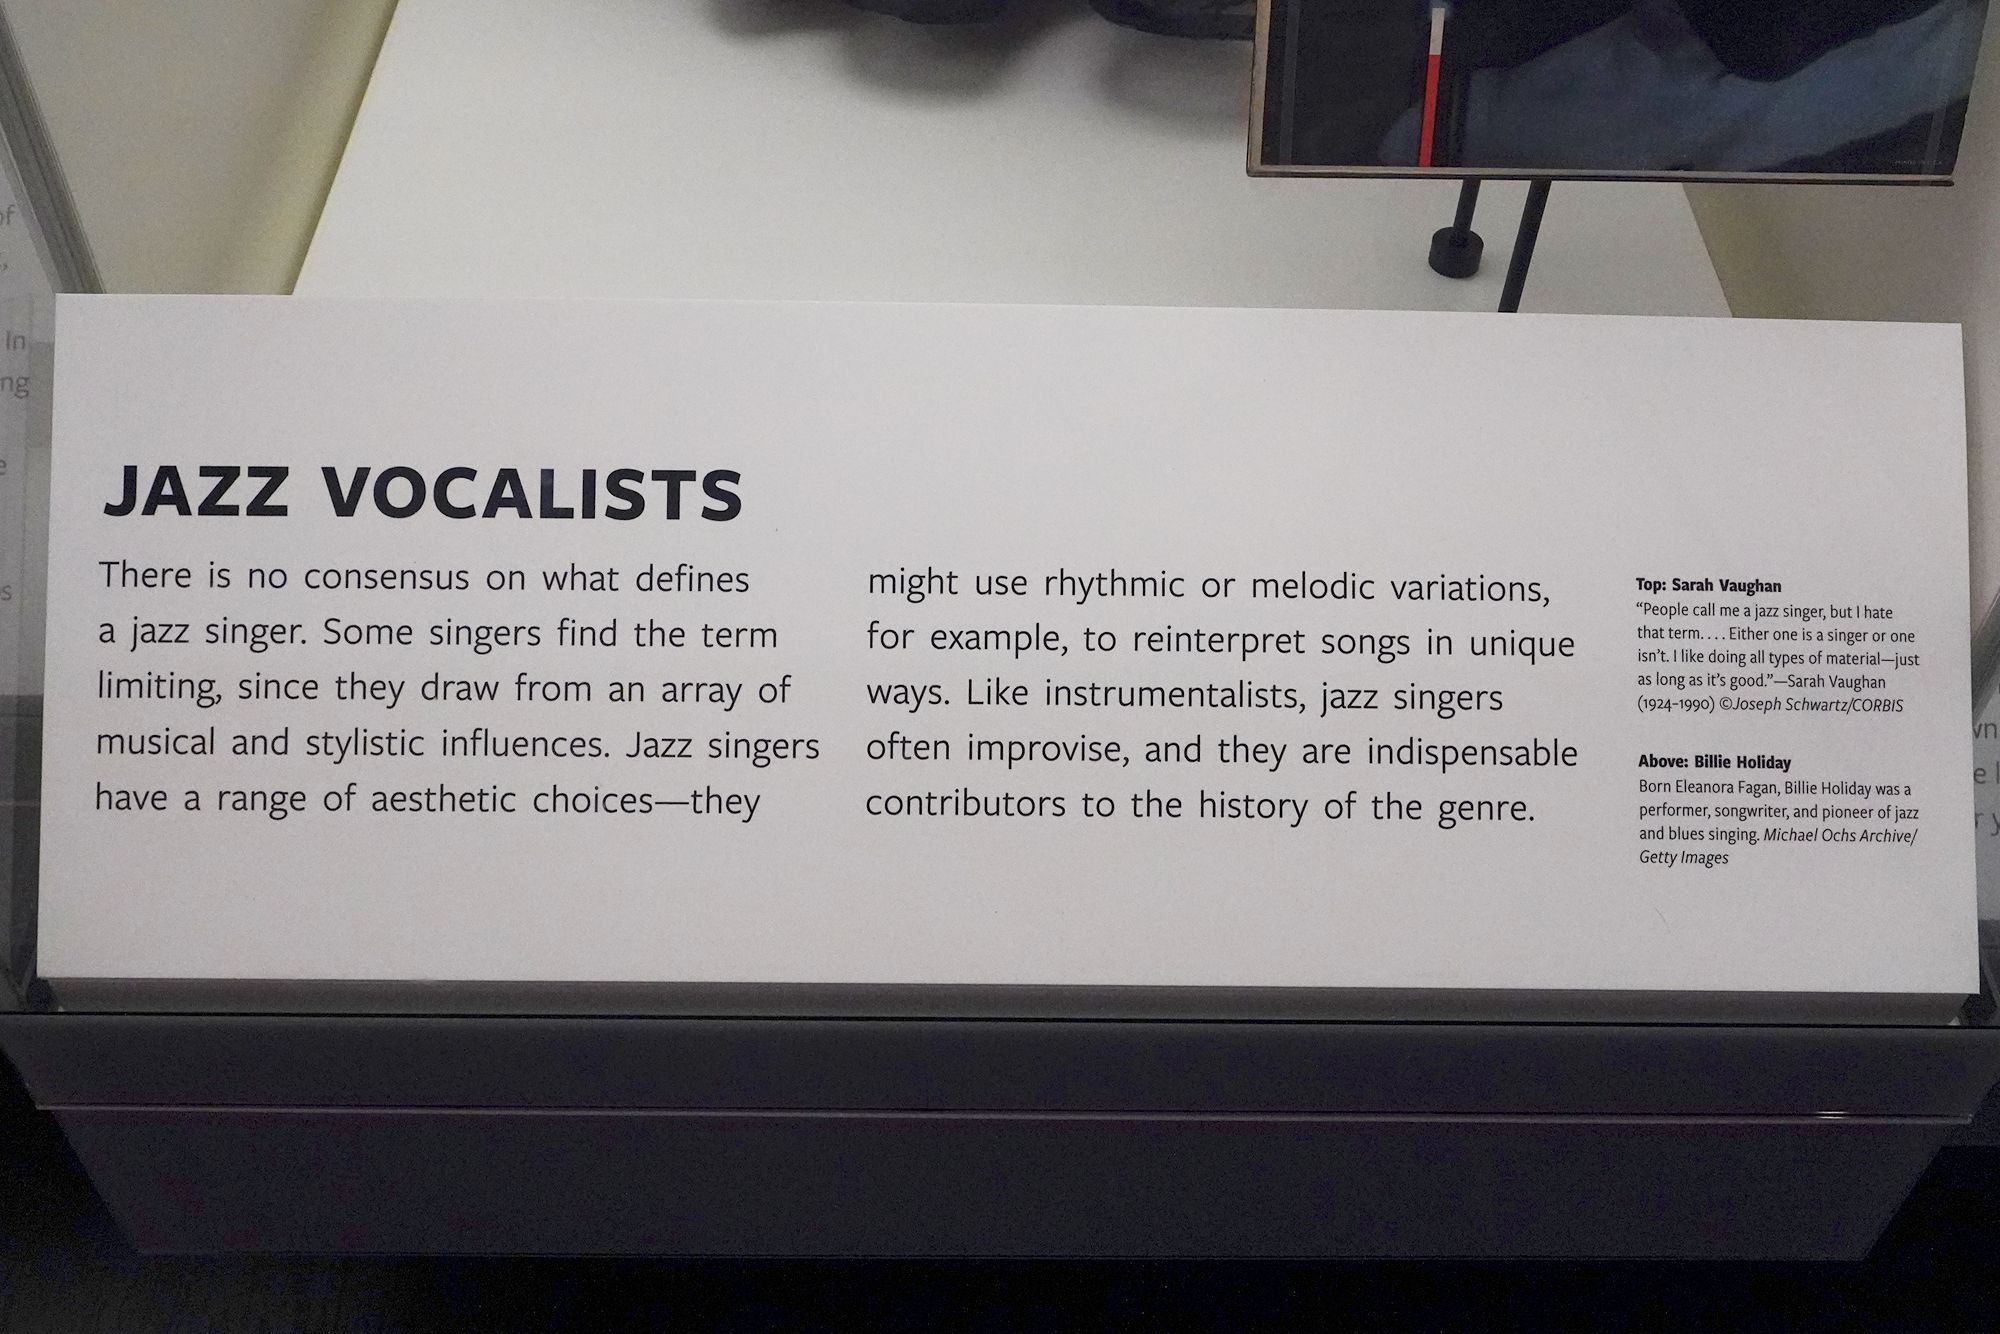 JAZZ VOCALISTS
There is no consensus on what defines
a jazz singer. Some singers find the term
limiting, since they draw from an array of
musical and stylistic influences. Jazz singers
have a range of aesthetic choices—they
might use rhythmic or melodic variations,
for example, to reinterpret songs in unique
ways. Like instrumentalists, jazz singers
often improvise, and they are indispensable
contributors to the history of the genre.
Top: Sarah Vaughan
“People call me a jazz singer, but I hate
that term.... Either one is a singer or one
isn’t. I like doing all types of material—just
as long as it’s good.”—Sarah Vaughan
(1924–1990) ©Joseph Schwartz/CORBIS
Above: Billie Holiday
Born Eleanora Fagan, Billie Holiday was a
performer, songwriter, and pioneer of jazz
and blues singing. Michael Ochs Archive/
Getty Images
of
In